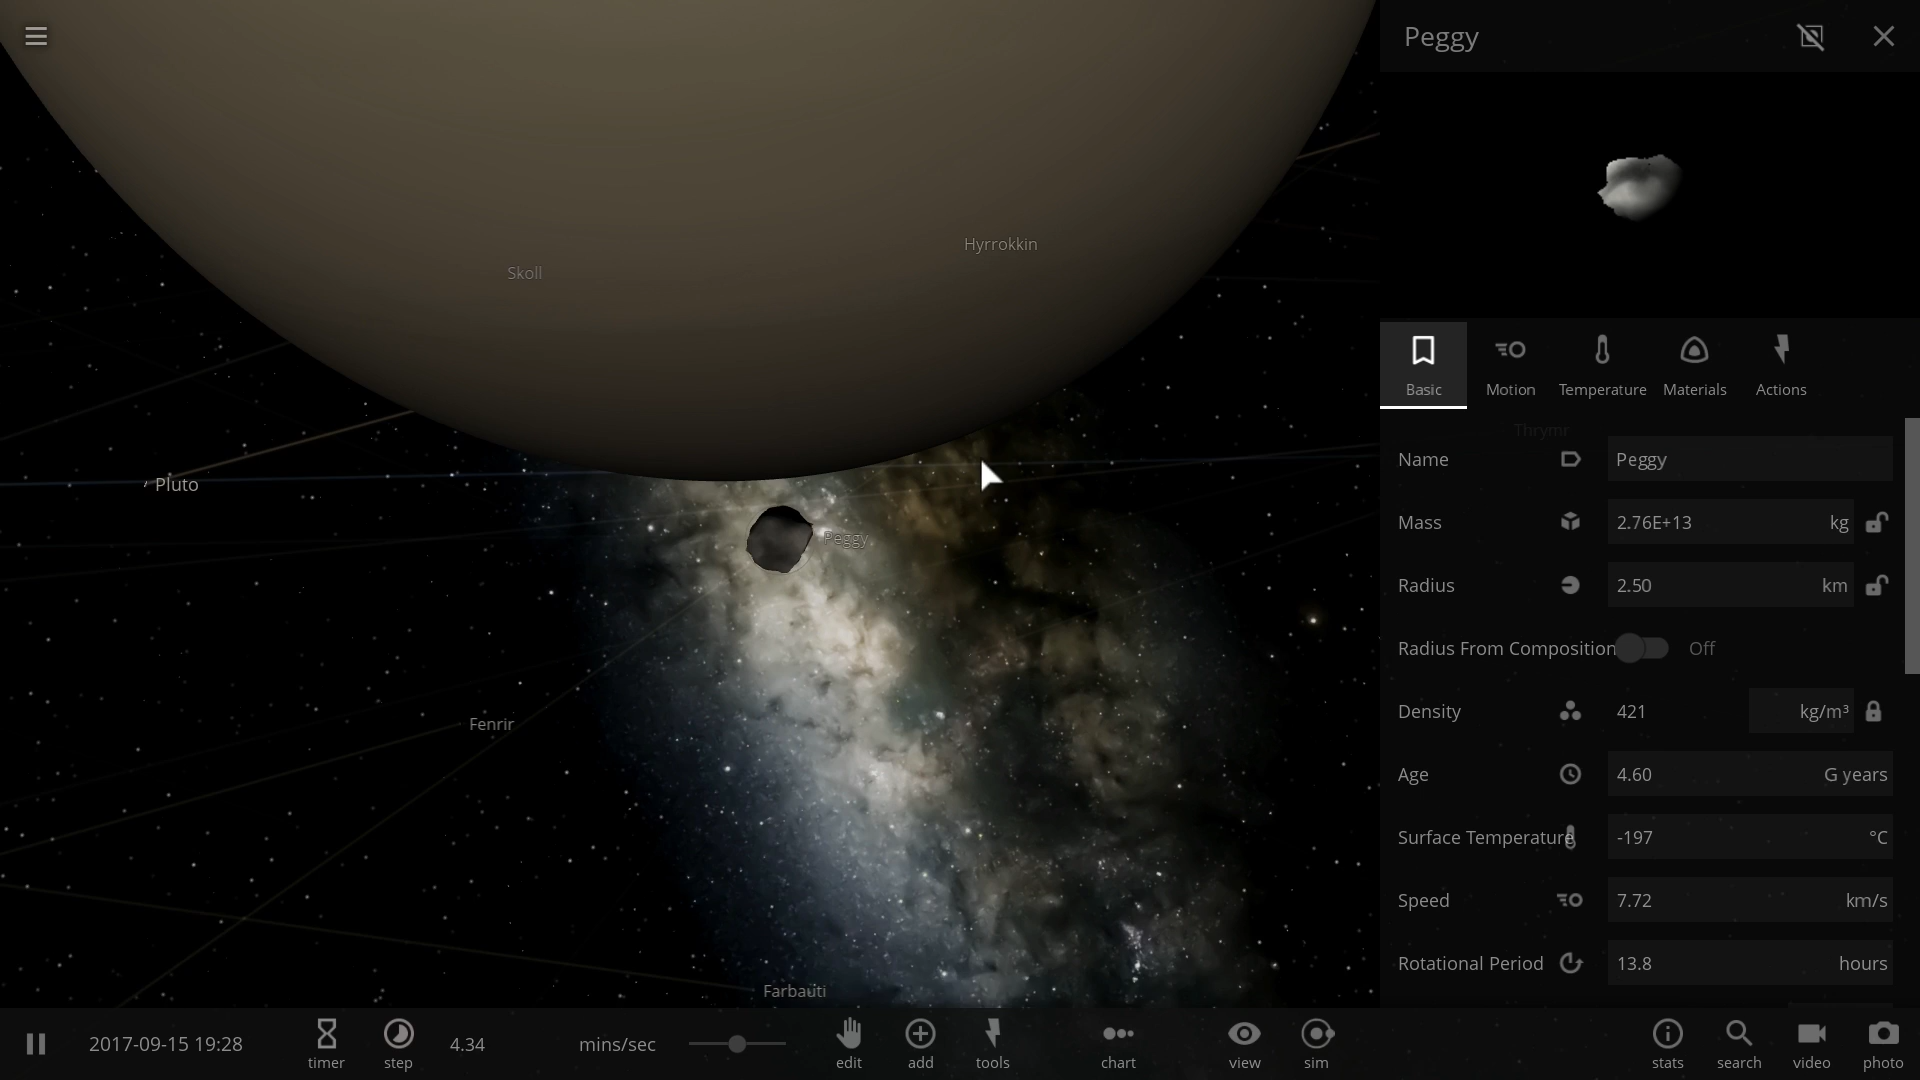 Peggy
Hyrrokkin
Skoll
Basic
Motion
Temperature
Materials
Actions
Thrymr
Name
Peggy
Pluto
Mass
2.76E+13
kg
Peggy
Radius
2.50
km
Radius From Composition
Off
Fenrir
Density
421
kg/m³
Age
4.60
G years
Surface Temperature
-197
°C
Speed
7.72
km/s
Rotational Period
13.8
hours
Farbauti
2017-09-15 19:28
timer
step
4.34
mins/sec
edit
add
tools
chart
view
sim
stats
search
video
photo